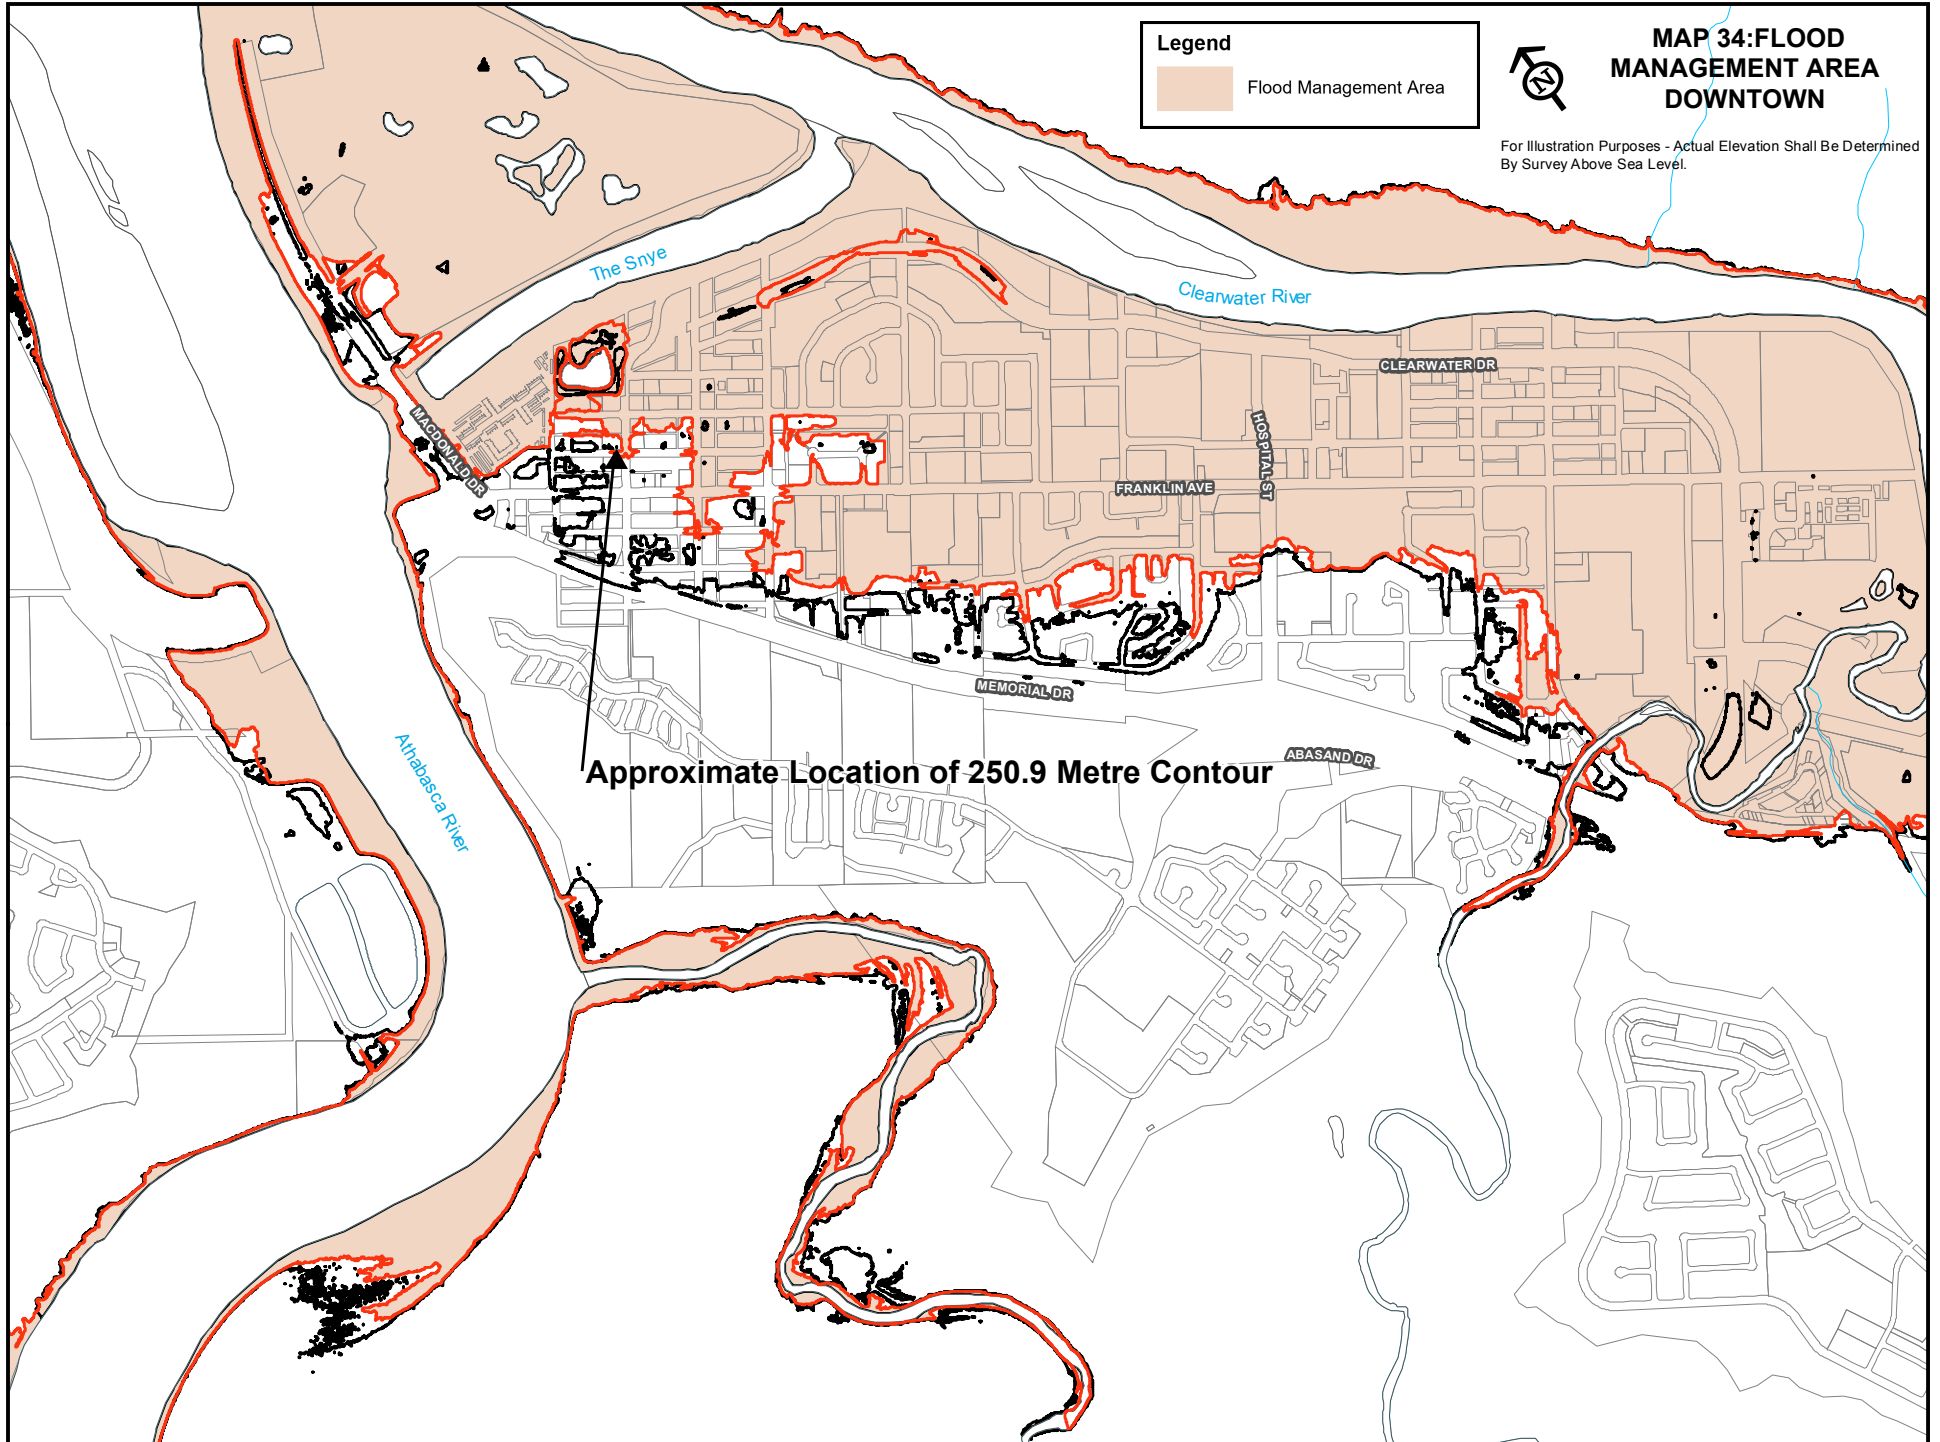 Legend
Flood Management Area
N
MAP 34:FLOOD
MANAGEMENT AREA
DOWNTOWN
For Illustration Purposes - Actual Elevation Shall Be Determined
By Survey Above Sea Level.
The Snye
Clearwater River
CLEARWATER DR
MACDONALD DR
HOSPITAL ST
FRANKLIN AVE
MEMORIAL DR
Athabasca River
ABASAND DR
Approximate Location of 250.9 Metre Contour